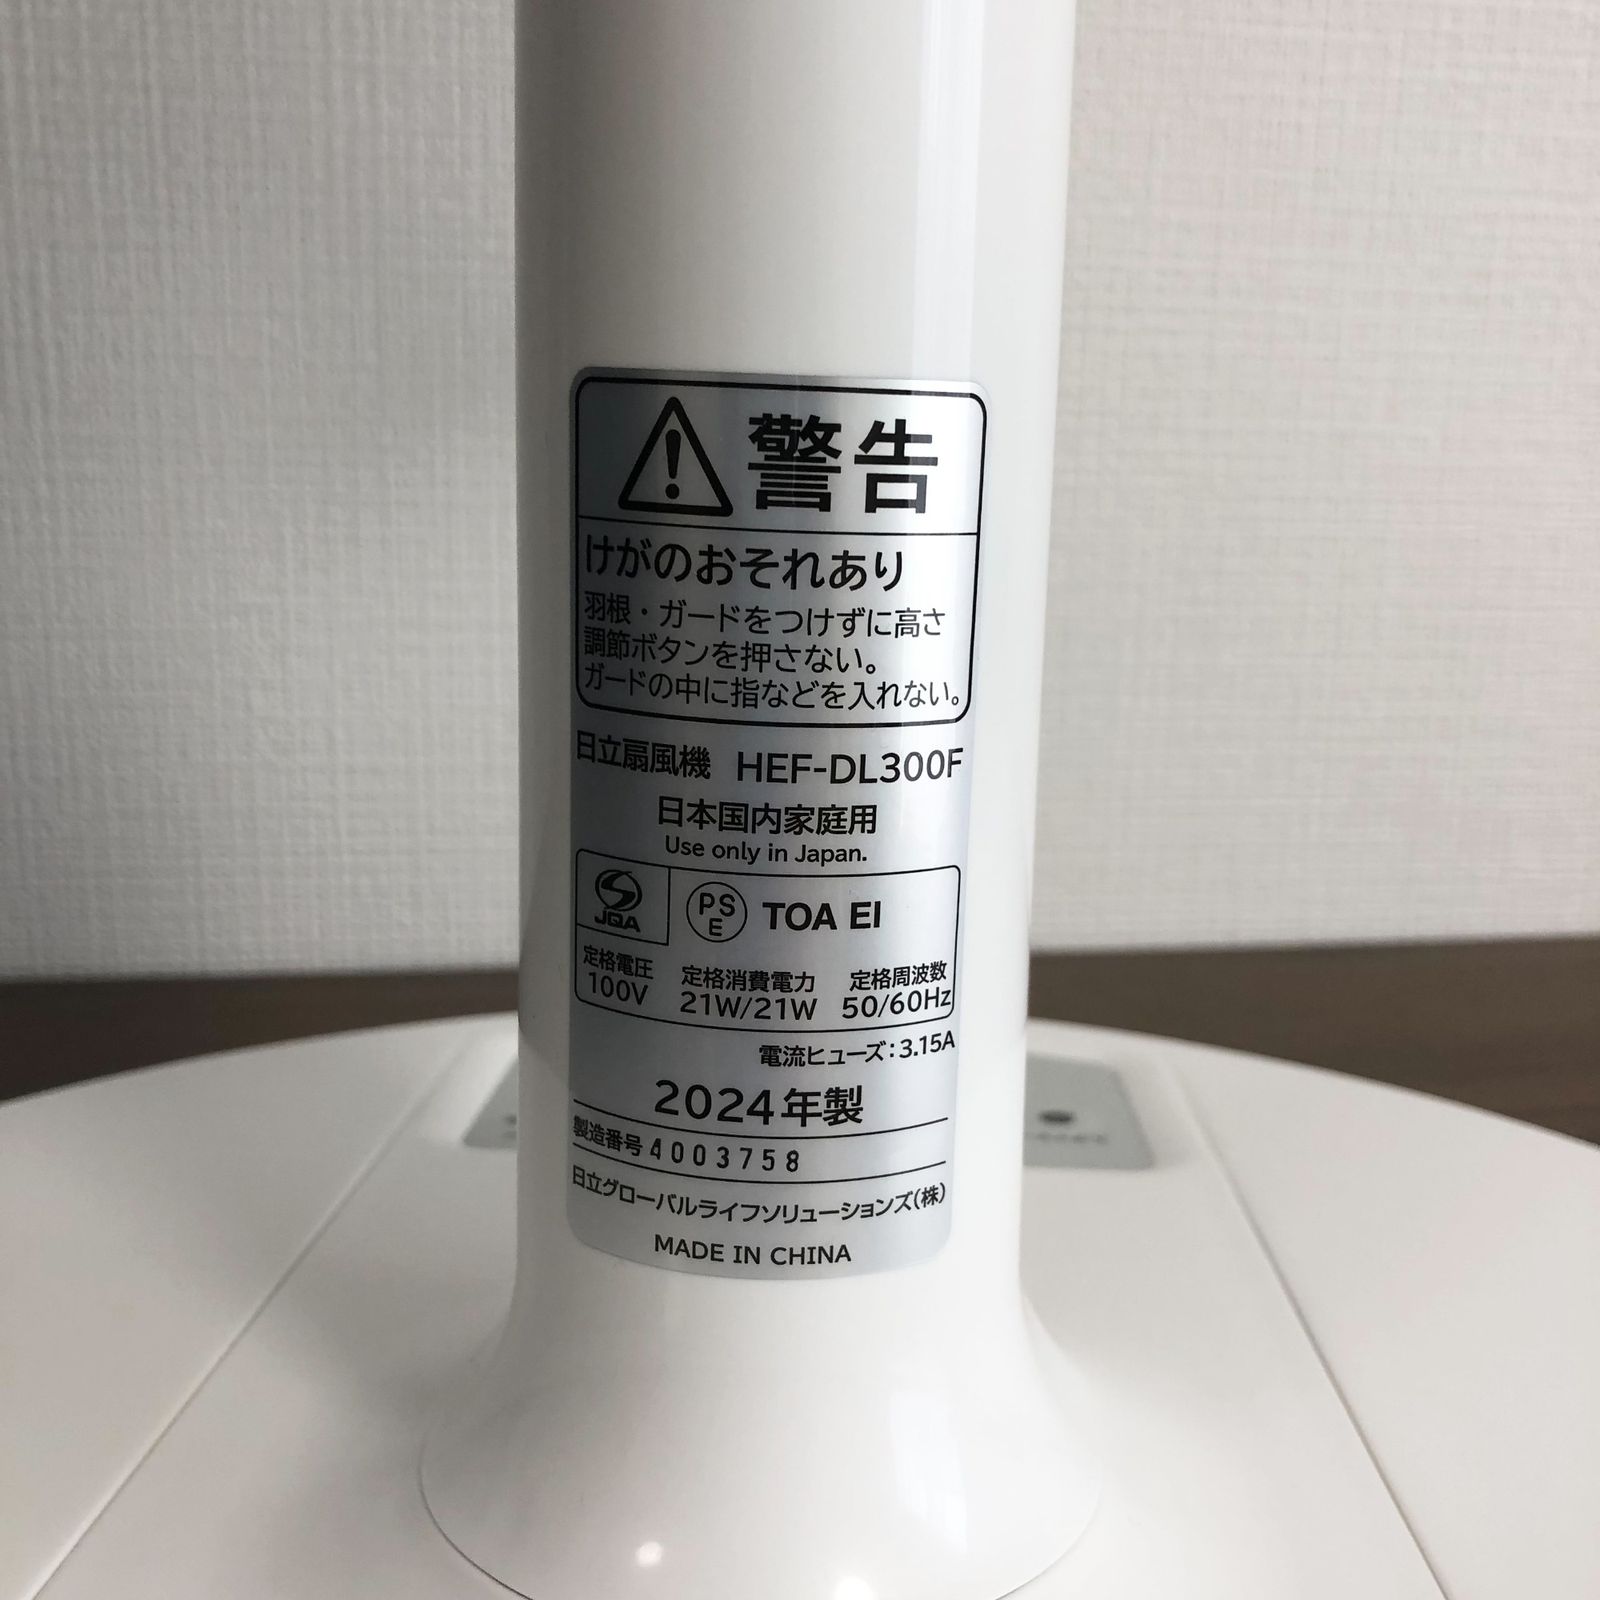 警告
けがのおそれあり
羽根・ガードをつけずに高さ
調節ボタンを押さない。
ガードの中に指などを入れない。
日立扇風機 HEF-DL300F
日本国内家庭用
Use only in Japan.
JQA PSE TOA EI
定格電圧 定格消費電力 定格周波数
100V 21W/21W 50/60Hz
電流ヒューズ:3.15A
2024年製
製造番号 4003758
日立グローバルライフソリューションズ(株)
MADE IN CHINA